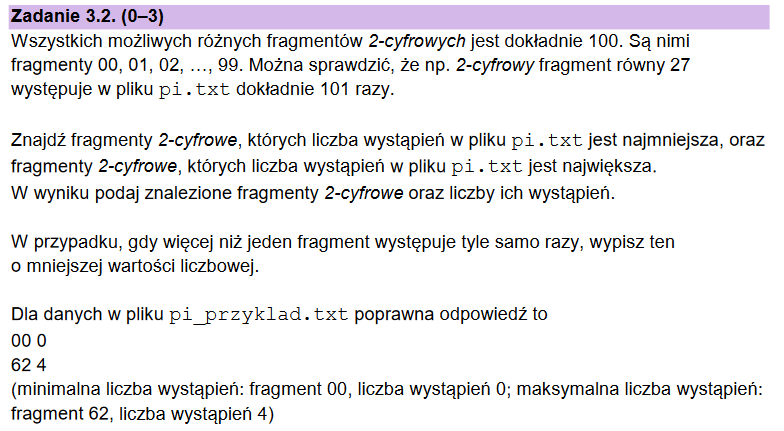 Zadanie 3.2. (0–3)
Wszystkich możliwych różnych fragmentów 2-cyfrowych jest dokładnie 100. Są nimi
fragmenty 00, 01, 02, …, 99. Można sprawdzić, że np. 2-cyfrowy fragment równy 27
występuje w pliku pi.txt dokładnie 101 razy.
Znajdź fragmenty 2-cyfrowe, których liczba wystąpień w pliku pi.txt jest najmniejsza, oraz
fragmenty 2-cyfrowe, których liczba wystąpień w pliku pi.txt jest największa.
W wyniku podaj znalezione fragmenty 2-cyfrowe oraz liczby ich wystąpień.
W przypadku, gdy więcej niż jeden fragment występuje tyle samo razy, wypisz ten
o mniejszej wartości liczbowej.
Dla danych w pliku pi_przyklad.txt poprawna odpowiedź to
00 0
62 4
(minimalna liczba wystąpień: fragment 00, liczba wystąpień 0; maksymalna liczba wystąpień:
fragment 62, liczba wystąpień 4)